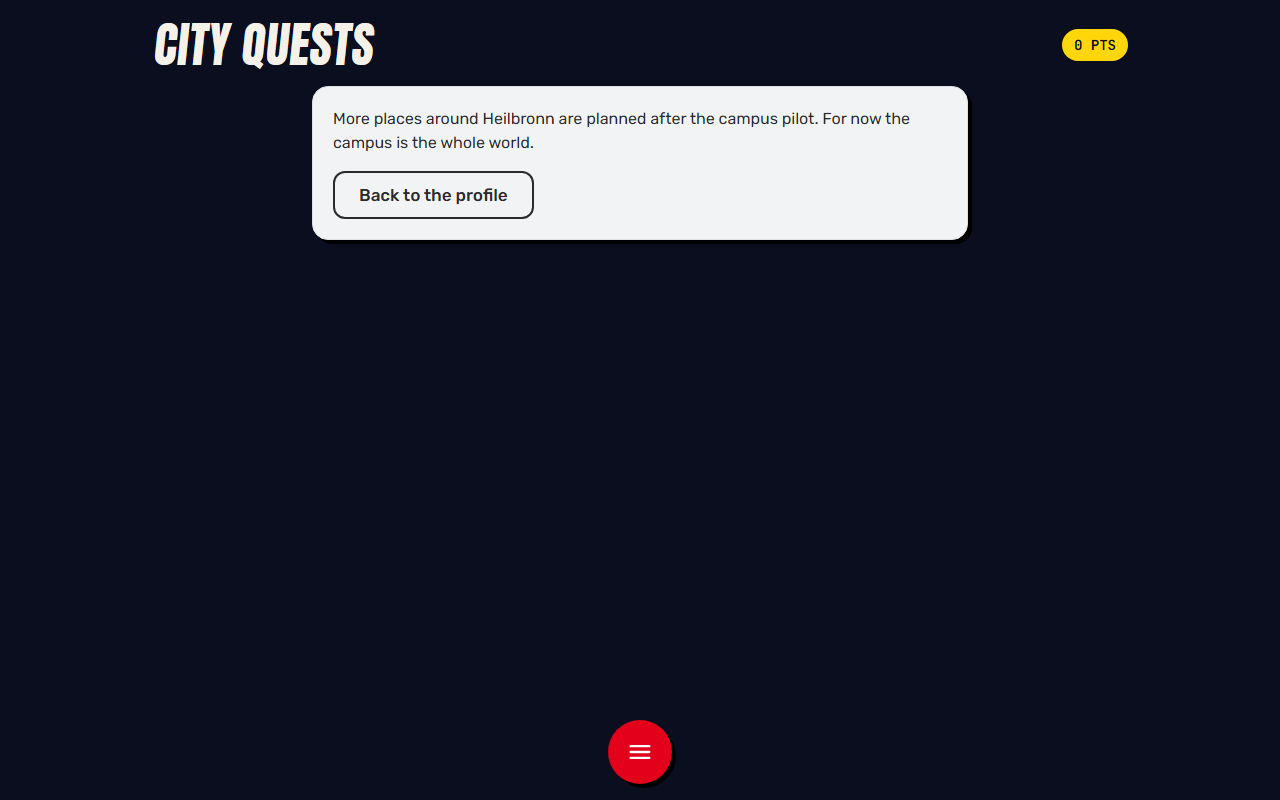 CITY QUESTS
0 PTS
More places around Heilbronn are planned after the campus pilot. For now the
campus is the whole world.
Back to the profile